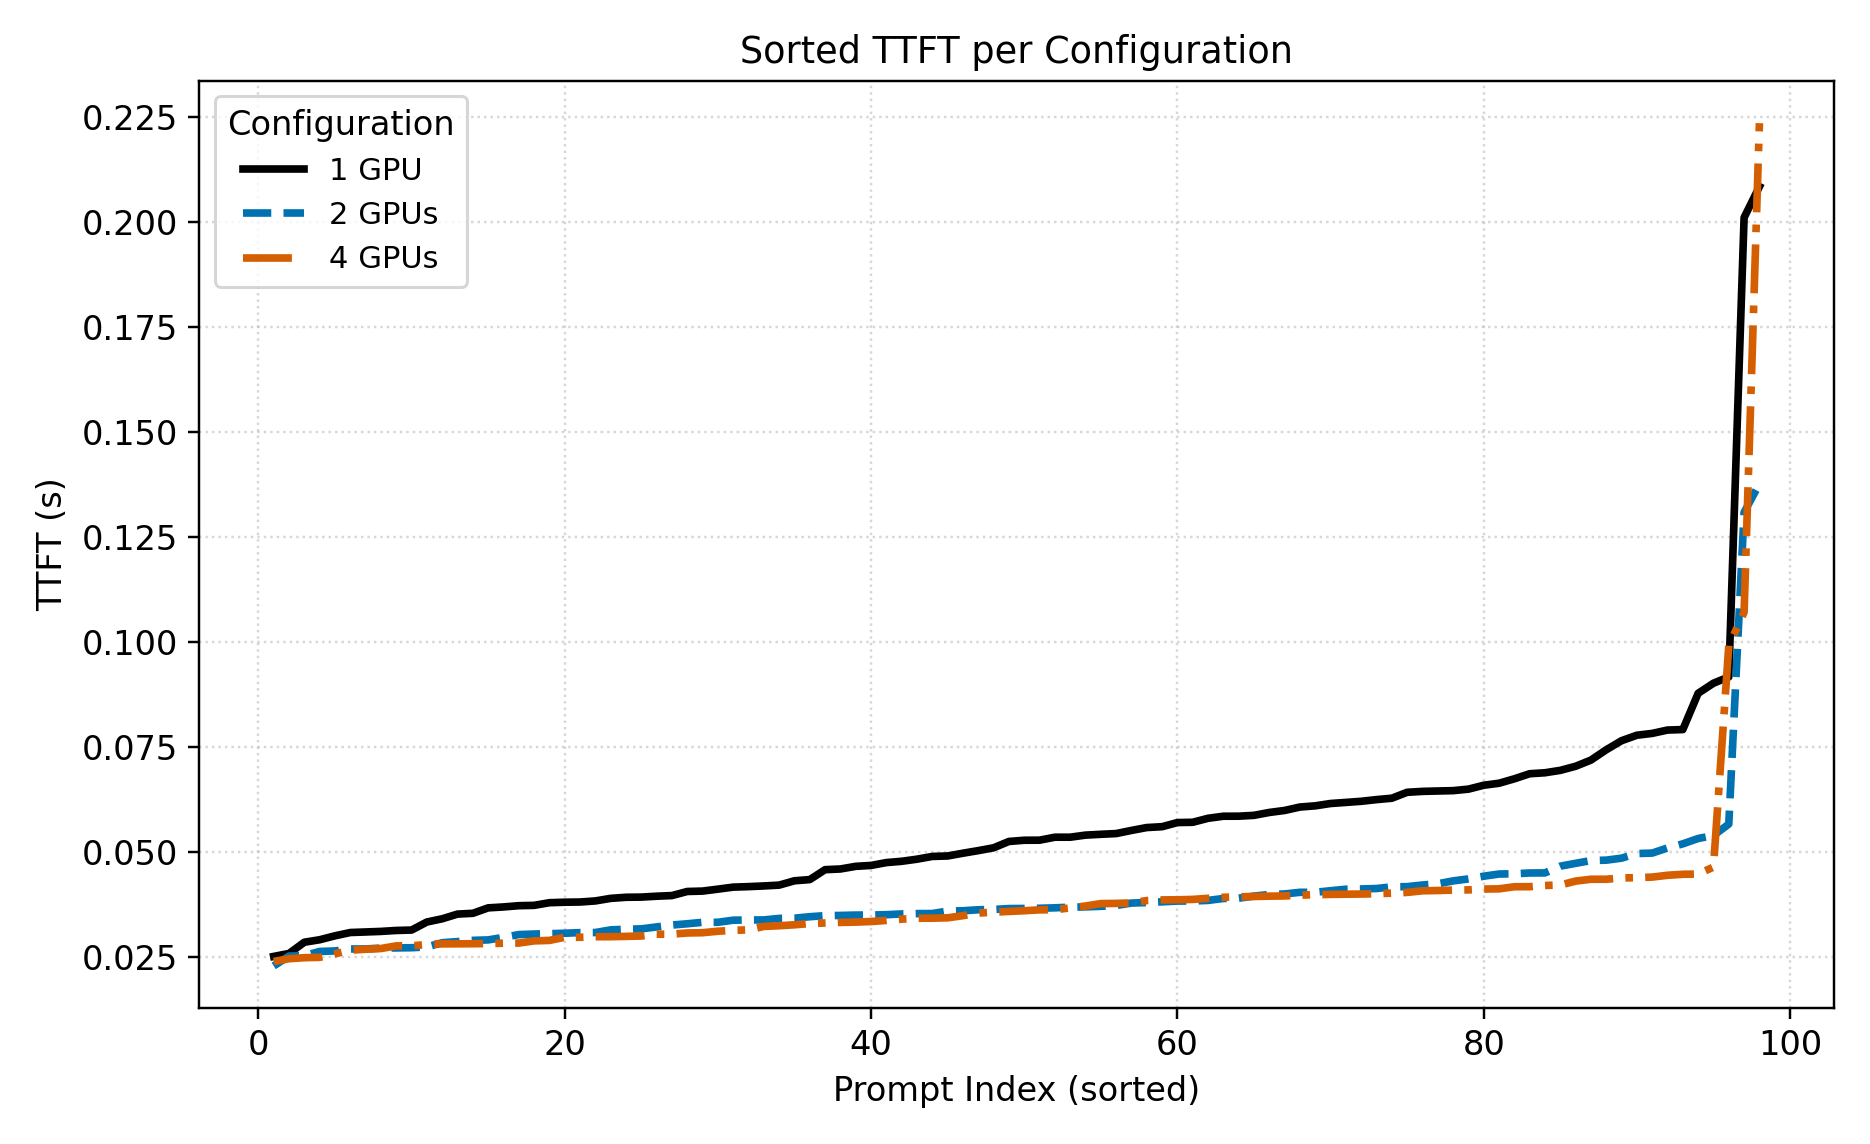 Sorted TTFT per Configuration
Configuration
1 GPU
2 GPUs
4 GPUs
TTFT (s)
0.225
0.200
0.175
0.150
0.125
0.100
0.075
0.050
0.025
0 20 40 60 80 100
Prompt Index (sorted)